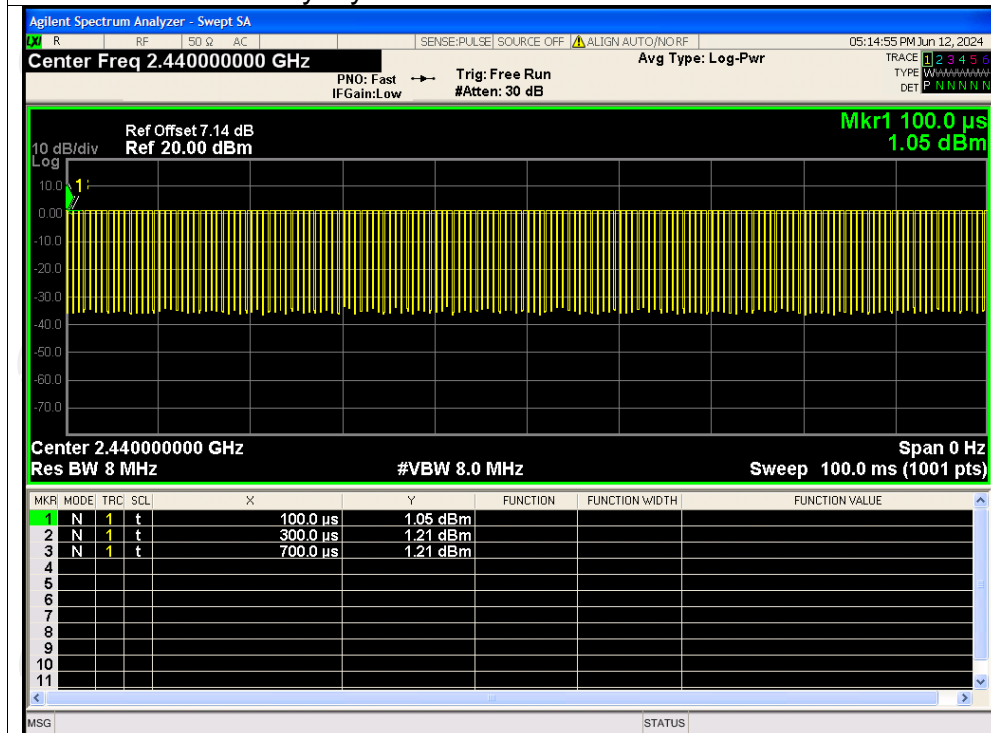 Agilent Spectrum Analyzer - Swept SA
LXI R RF 50 Ω AC SENSE:PULSE SOURCE OFF ALIGN AUTO/NO RF 05:14:55 PM Jun 12, 2024
Center Freq 2.440000000 GHz Avg Type: Log-Pwr TRACE 1 2 3 4 5 6
PNO: Fast Trig: Free Run TYPE
IFGain:Low #Atten: 30 dB DET P N N N N N
Mkr1 100.0 µs
Ref Offset 7.14 dB
10 dB/div Ref 20.00 dBm 1.05 dBm
Log
10.0
1
0.00
-10.0
-20.0
-30.0
-40.0
-50.0
-60.0
-70.0
Center 2.440000000 GHz Span 0 Hz
Res BW 8 MHz #VBW 8.0 MHz Sweep 100.0 ms (1001 pts)
MKR MODE TRC SCL X Y FUNCTION FUNCTION WIDTH FUNCTION VALUE
1 N 1 t 100.0 µs 1.05 dBm
2 N 1 t 300.0 µs 1.21 dBm
3 N 1 t 700.0 µs 1.21 dBm
4
5
6
7
8
9
10
11
MSG STATUS